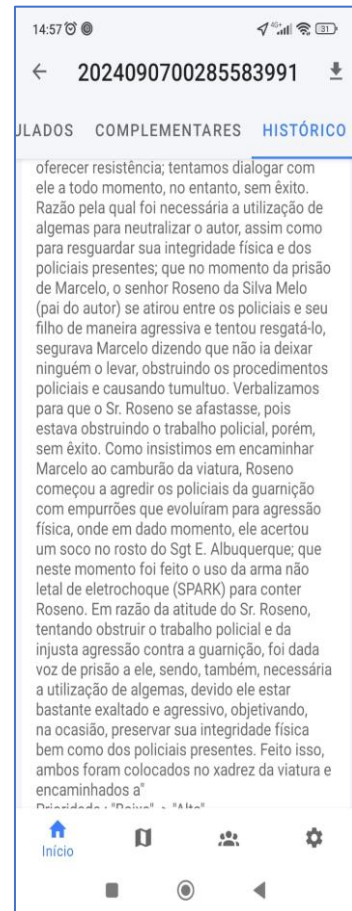 14:57
4G+
31
2024090700285583991
JLADOS COMPLEMENTARES HISTÓRICO
oferecer resistência; tentamos dialogar com
ele a todo momento, no entanto, sem êxito.
Razão pela qual foi necessária a utilização de
algemas para neutralizar o autor, assim como
para resguardar sua integridade física e dos
policiais presentes; que no momento da prisão
de Marcelo, o senhor Roseno da Silva Melo
(pai do autor) se atirou entre os policiais e seu
filho de maneira agressiva e tentou resgatá-lo,
segurava Marcelo dizendo que não ia deixar
ninguém o levar, obstruindo os procedimentos
policiais e causando tumultuo. Verbalizamos
para que o Sr. Roseno se afastasse, pois
estava obstruindo o trabalho policial, porém,
sem êxito. Como insistimos em encaminhar
Marcelo ao camburão da viatura, Roseno
começou a agredir os policiais da guarnição
com empurrões que evoluíram para agressão
física, onde em dado momento, ele acertou
um soco no rosto do Sgt E. Albuquerque; que
neste momento foi feito o uso da arma não
letal de eletrochoque (SPARK) para conter
Roseno. Em razão da atitude do Sr. Roseno,
tentando obstruir o trabalho policial e da
injusta agressão contra a guarnição, foi dada
voz de prisão a ele, sendo, também, necessária
a utilização de algemas, devido ele estar
bastante exaltado e agressivo, objetivando,
na ocasião, preservar sua integridade física
bem como dos policiais presentes. Feito isso,
ambos foram colocados no xadrez da viatura e
encaminhados a"
Prioridade : "Baixa" -> "Alta"
Início